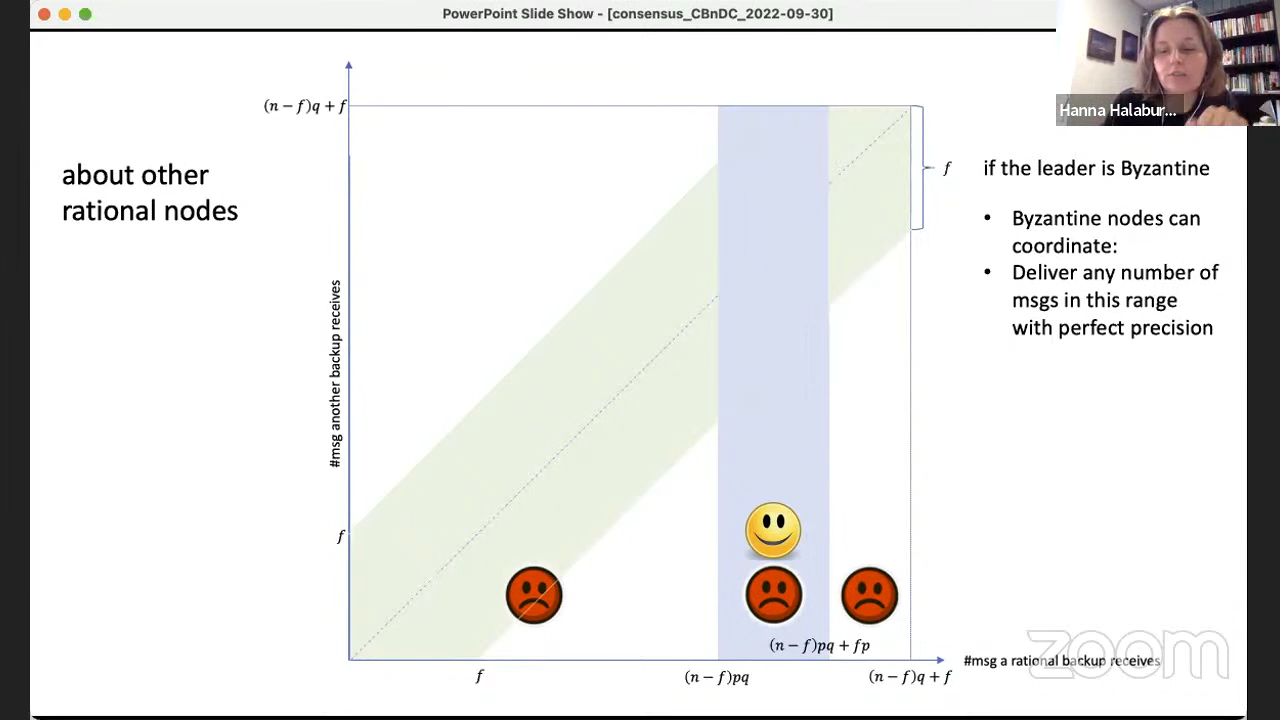 PowerPoint Slide Show - [consensus_CBnDC_2022-09-30]
Hanna Halabur...
(n − f)q + f
about other
rational nodes
f
if the leader is Byzantine
• Byzantine nodes can
coordinate:
• Deliver any number of
msgs in this range
with perfect precision
#msg another backup receives
f
(n − f)pq + fp
zoom
#msg a rational backup receives
f
(n − f)pq
(n − f)q + f